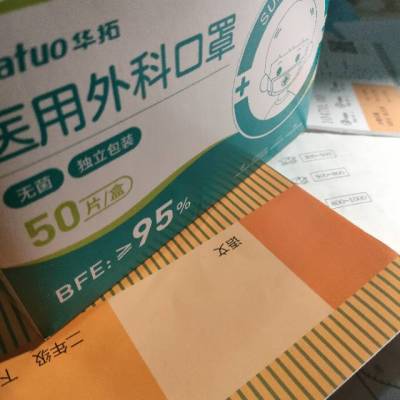 atuo 华拓
医用外科口罩
无菌 独立包装
50片/盒
BFE:≥95%
语文
二年级
下